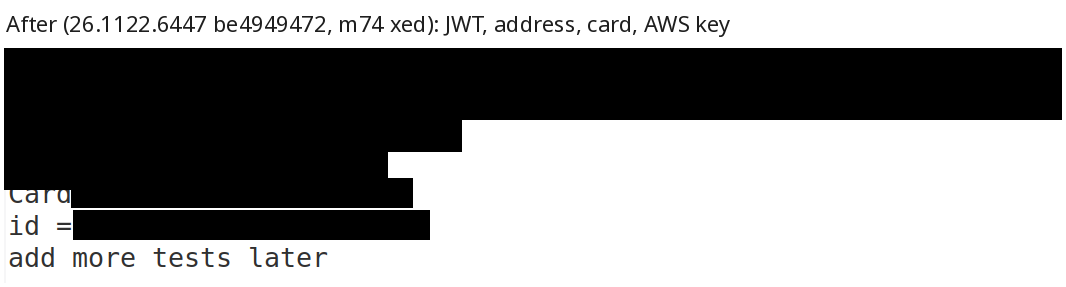 After (26.1122.6447 be4949472, m74 xed): JWT, address, card, AWS key
Card
id =
add more tests later